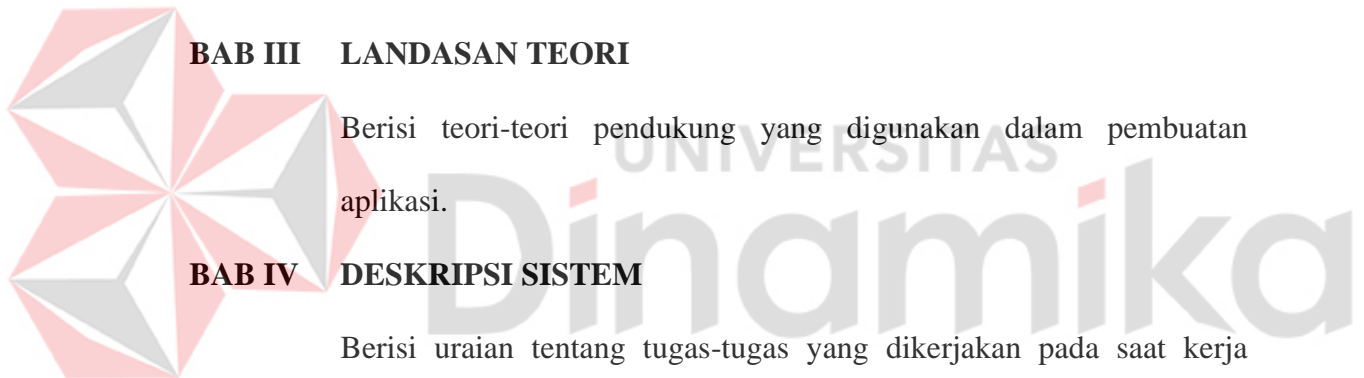 BAB III LANDASAN TEORI
Berisi teori-teori pendukung yang digunakan dalam pembuatan
UNIVERSITAS
aplikasi.
Dinamika
BAB IV DESKRIPSI SISTEM
Berisi uraian tentang tugas-tugas yang dikerjakan pada saat kerja